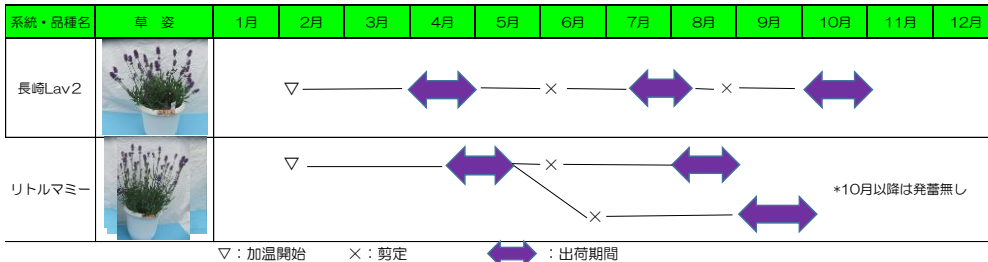 系統・品種名 草　姿 1月 2月 3月 4月 5月 6月 7月 8月 9月 10月 11月 12月
長崎Lav2 ▽ × ×
リトルマミー ▽ ×
*10月以降は発蕾無し
×
▽：加温開始 ×：剪定 ：出荷期間